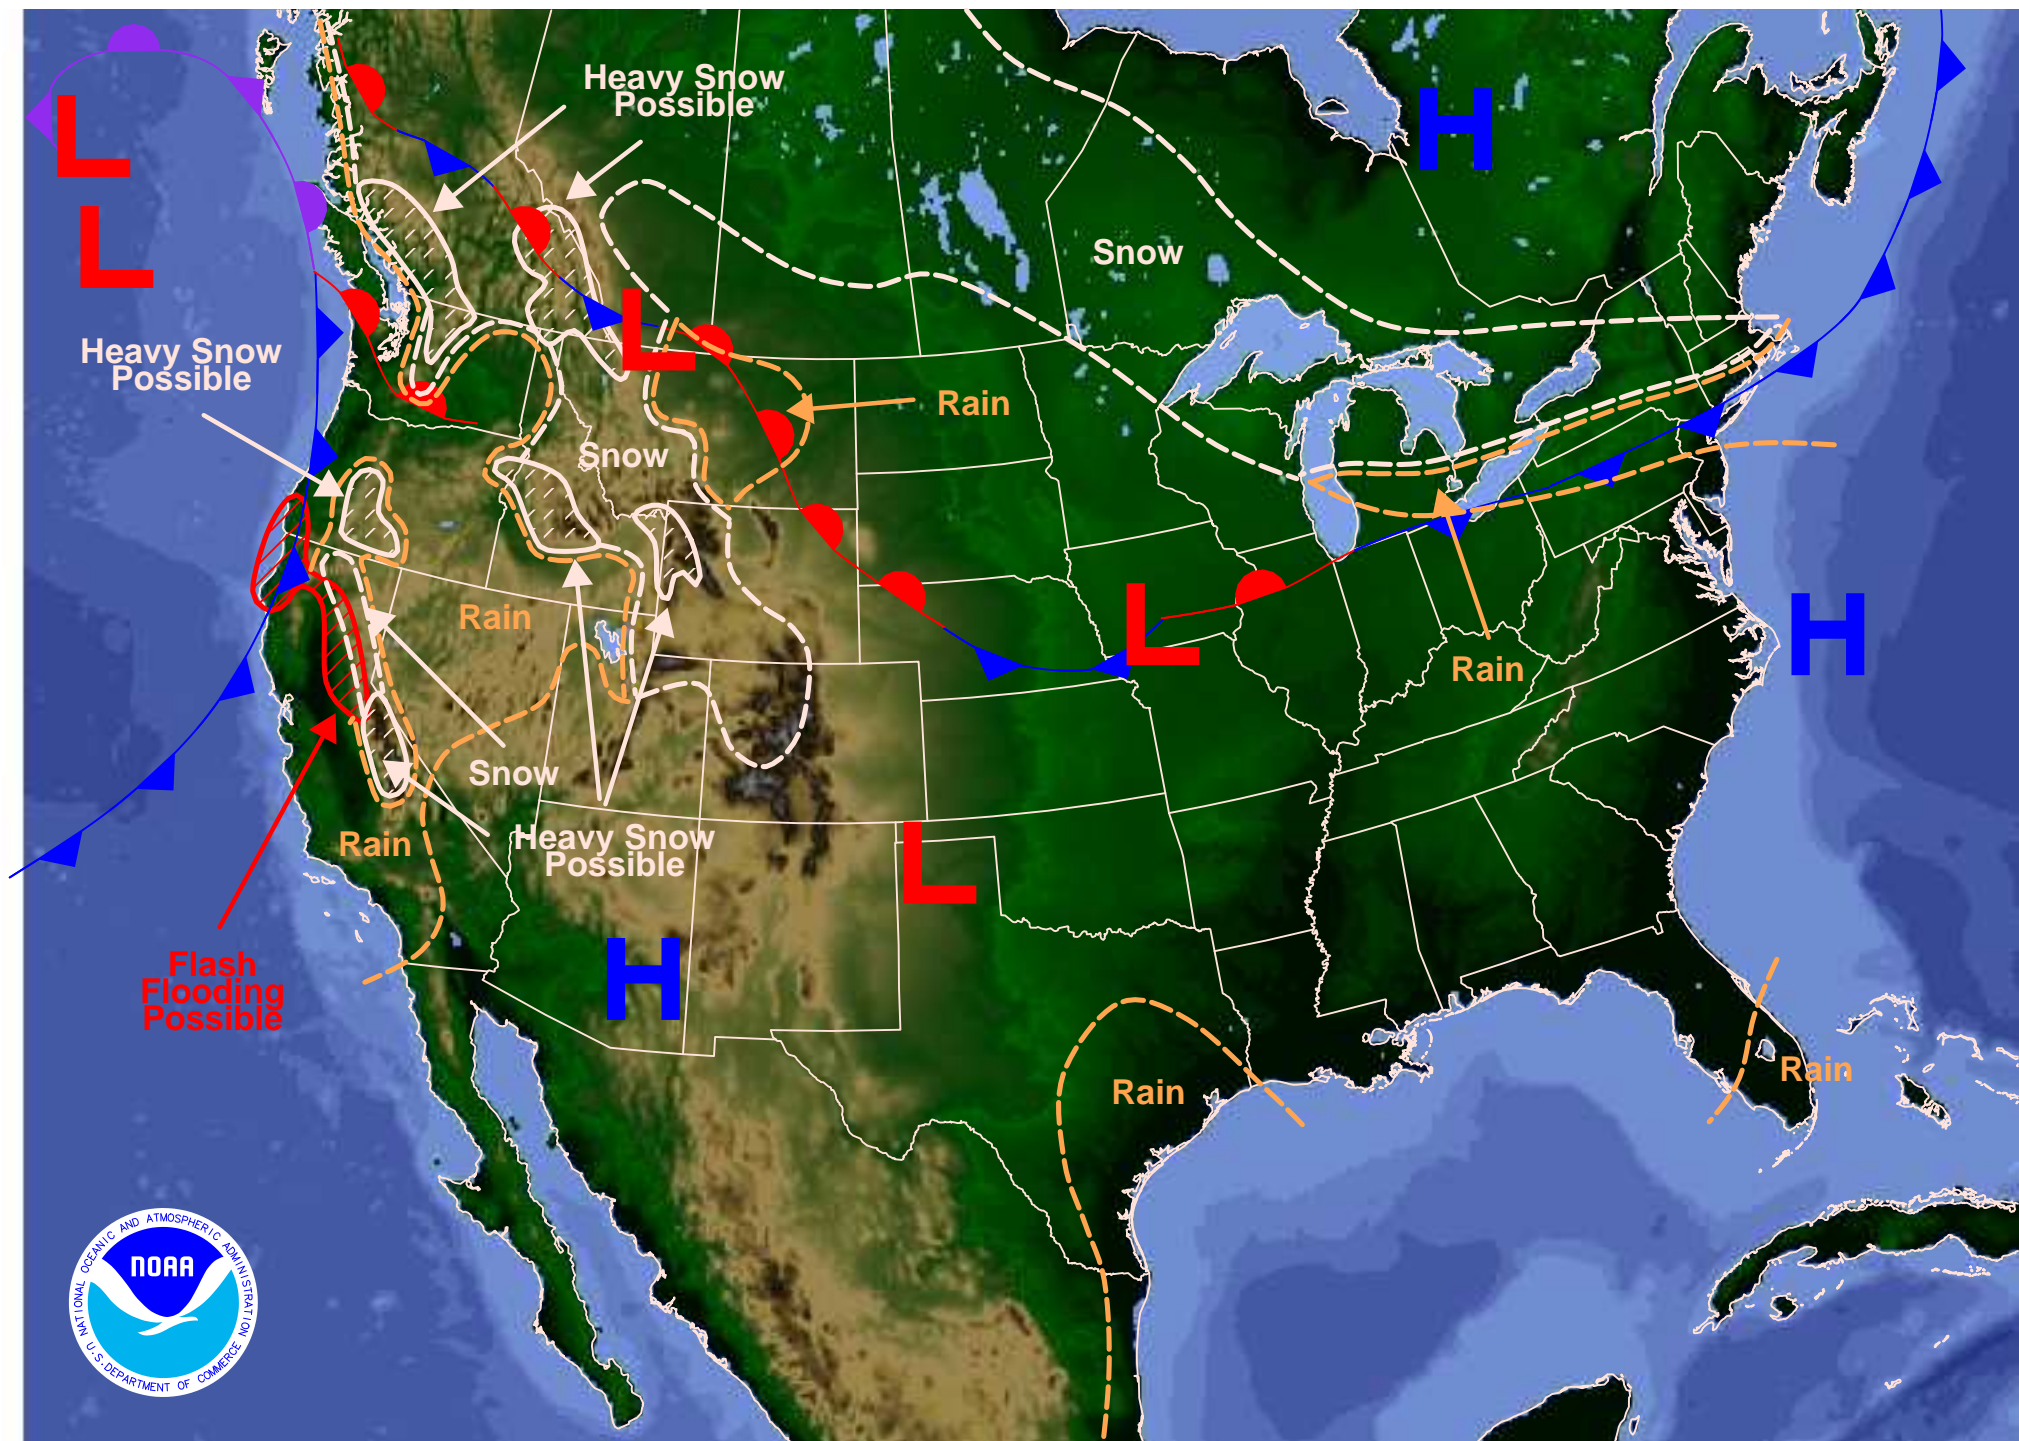 L
L
Heavy Snow
Possible
H
Snow
L
Heavy Snow
Possible
Rain
Snow
Rain
L
Rain
H
Snow
Rain
Heavy Snow
Possible
L
H
Flash
Flooding
Possible
Rain
Rain
NATIONAL OCEANIC AND ATMOSPHERIC ADMINISTRATION
NOAA
U.S. DEPARTMENT OF COMMERCE